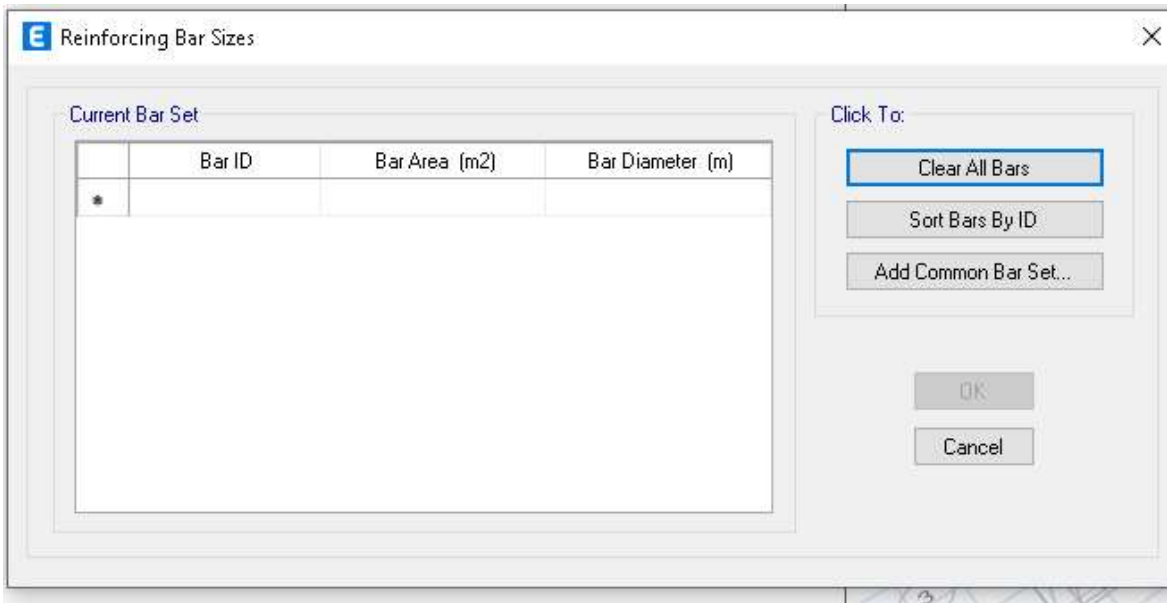 E Reinforcing Bar Sizes
Current Bar Set
Click To:
Bar ID Bar Area (m2) Bar Diameter (m)
*
Clear All Bars
Sort Bars By ID
Add Common Bar Set...
OK
Cancel
3